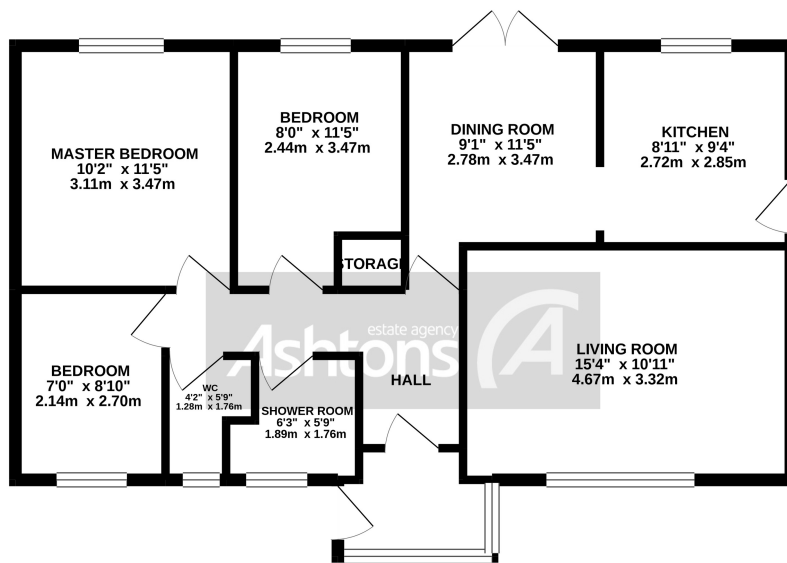 MASTER BEDROOM
10'2" x 11'5"
3.11m x 3.47m
BEDROOM
8'0" x 11'5"
2.44m x 3.47m
DINING ROOM
9'1" x 11'5"
2.78m x 3.47m
KITCHEN
8'11" x 9'4"
2.72m x 2.85m
STORAGE
estate agency
Ashtons
HALL
LIVING ROOM
15'4" x 10'11"
4.67m x 3.32m
BEDROOM
7'0" x 8'10"
2.14m x 2.70m
WC
4'2" x 5'9"
1.28m x 1.76m
SHOWER ROOM
6'3" x 5'9"
1.89m x 1.76m